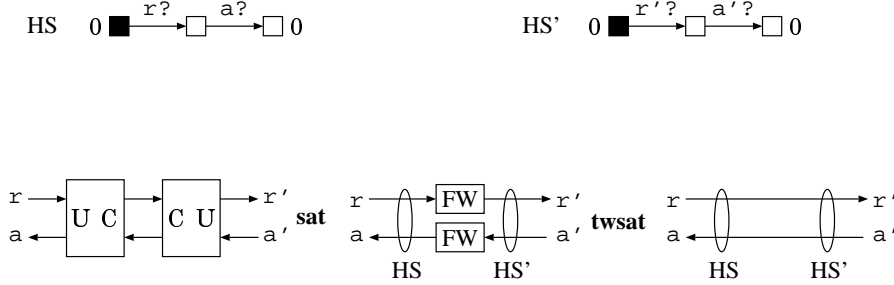 HS 0 r? a? 0
HS’ 0 r’? a’? 0
r U C C U r’ sat r FW r’ twsat r r’
a a’ a FW a’ a a’
HS HS’ HS HS’